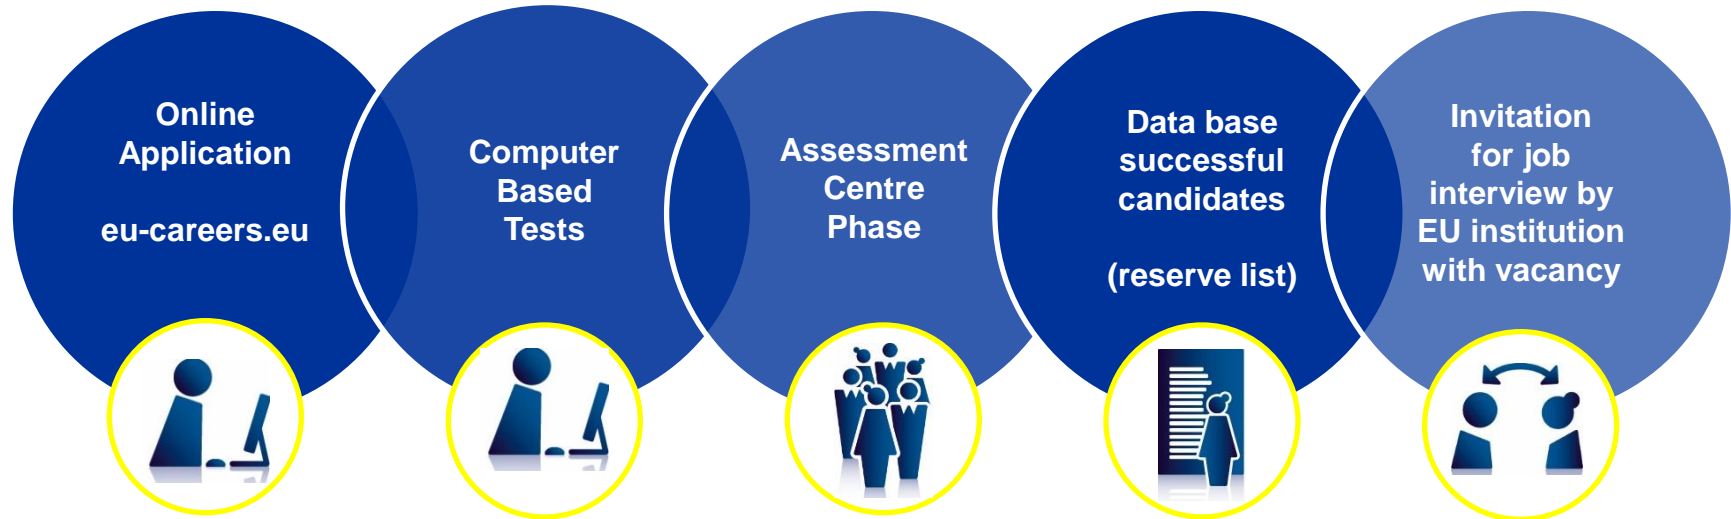 Online
Application
eu-careers.eu
Computer
Based
Tests
Assessment
Centre
Phase
Data base
successful
candidates
(reserve list)
Invitation
for job
interview by
EU institution
with vacancy